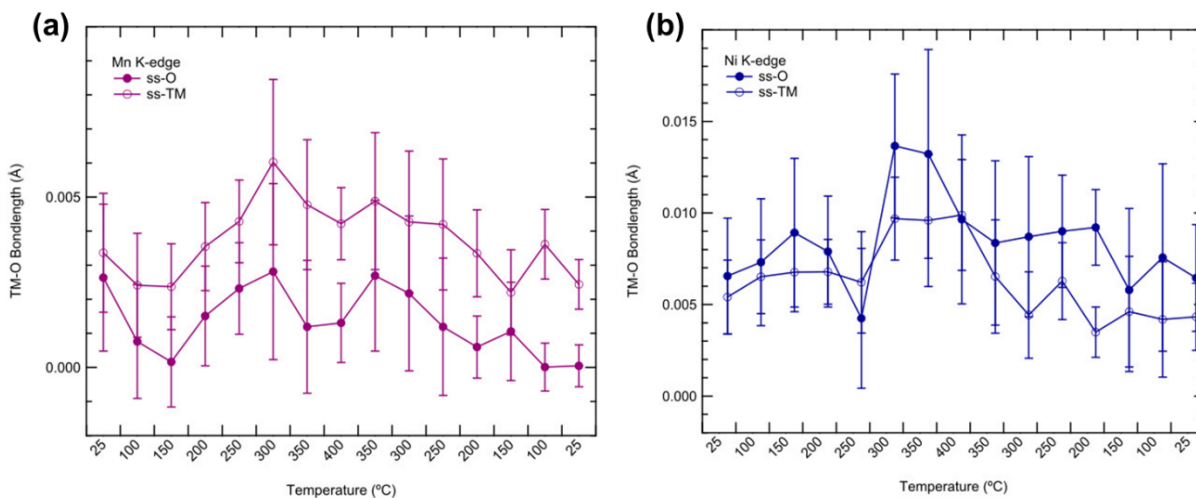 (a)
Mn K-edge
ss-O
ss-TM
TM-O Bondlength (Å)
0.005
0.000
25 100 150 200 250 300 350 400 350 300 250 200 150 100 25
Temperature (ºC)
(b)
Ni K-edge
ss-O
ss-TM
TM-O Bondlength (Å)
0.015
0.010
0.005
0.000
25 100 150 200 250 300 350 400 350 300 250 200 150 100 25
Temperature (ºC)